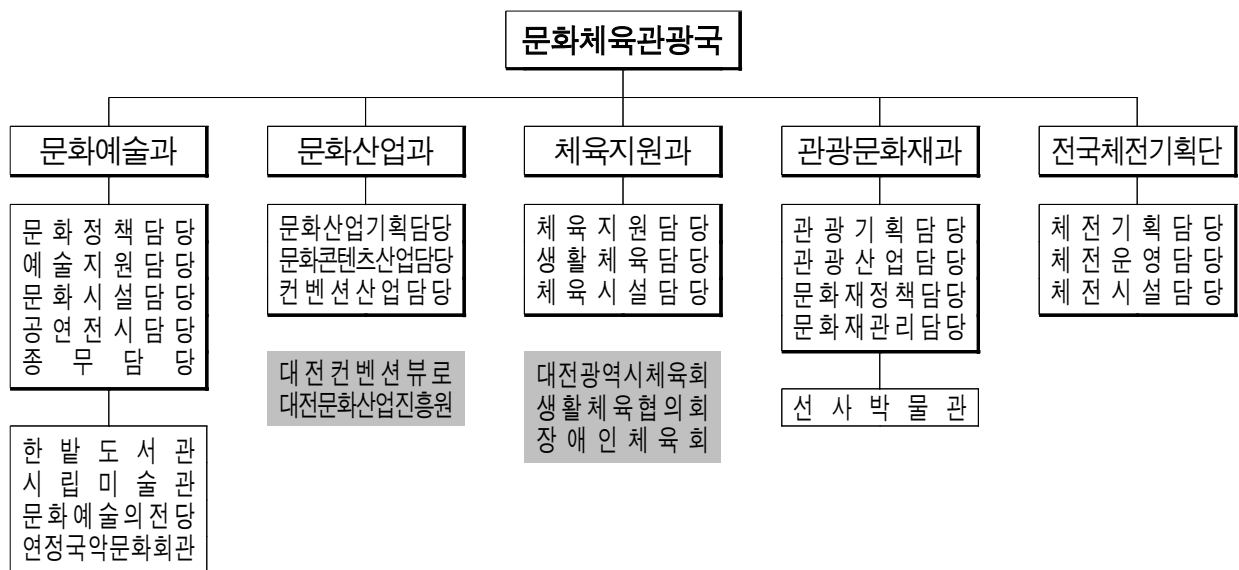 문화체육관광국
문화예술과
문화정책담당
예술지원담당
문화시설담당
공연전시담당
종무담당
한밭도서관
시립미술관
문화예술의전당
연정국악문화회관
문화산업과
문화산업기획담당
문화콘텐츠산업담당
컨벤션산업담당
대전컨벤션뷰로
대전문화산업진흥원
체육지원과
체육지원담당
생활체육담당
체육시설담당
대전광역시체육회
생활체육협의회
장애인체육회
관광문화재과
관광기획담당
관광산업담당
문화재정책담당
문화재관리담당
선사박물관
전국체전기획단
체전기획담당
체전운영담당
체전시설담당